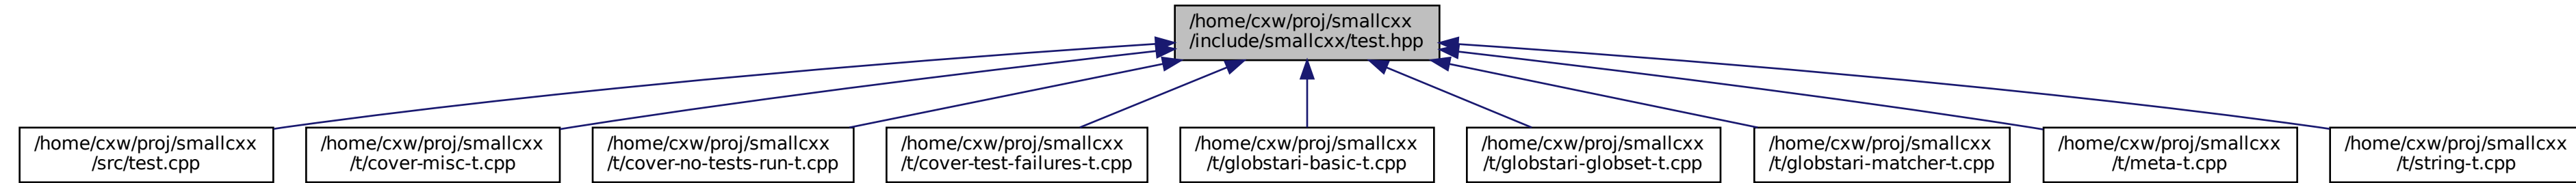 /home/cxw/proj/smallcxx
/include/smallcxx/test.hpp
/home/cxw/proj/smallcxx
/src/test.cpp
/home/cxw/proj/smallcxx
/t/cover-misc-t.cpp
/home/cxw/proj/smallcxx
/t/cover-no-tests-run-t.cpp
/home/cxw/proj/smallcxx
/t/cover-test-failures-t.cpp
/home/cxw/proj/smallcxx
/t/globstari-basic-t.cpp
/home/cxw/proj/smallcxx
/t/globstari-globset-t.cpp
/home/cxw/proj/smallcxx
/t/globstari-matcher-t.cpp
/home/cxw/proj/smallcxx
/t/meta-t.cpp
/home/cxw/proj/smallcxx
/t/string-t.cpp